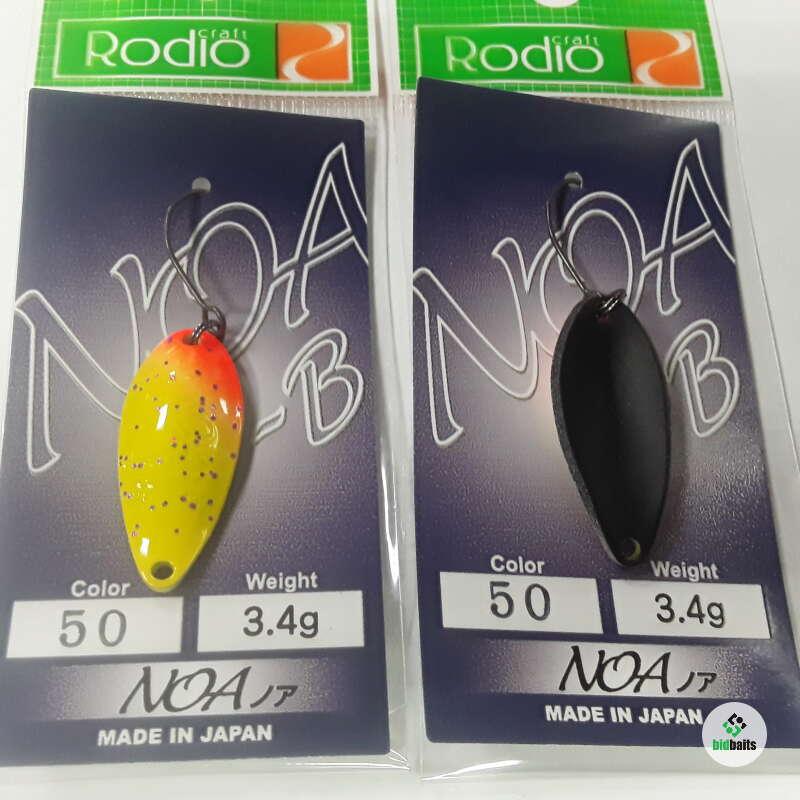 Rodio craft
Rodio craft
NOA
-B
NOA
B
Color
Weight
50
3.4g
NOA ノア
MADE IN JAPAN
Color
Weight
50
3.4g
NOA ノア
MADE IN JAPAN
bidbaits